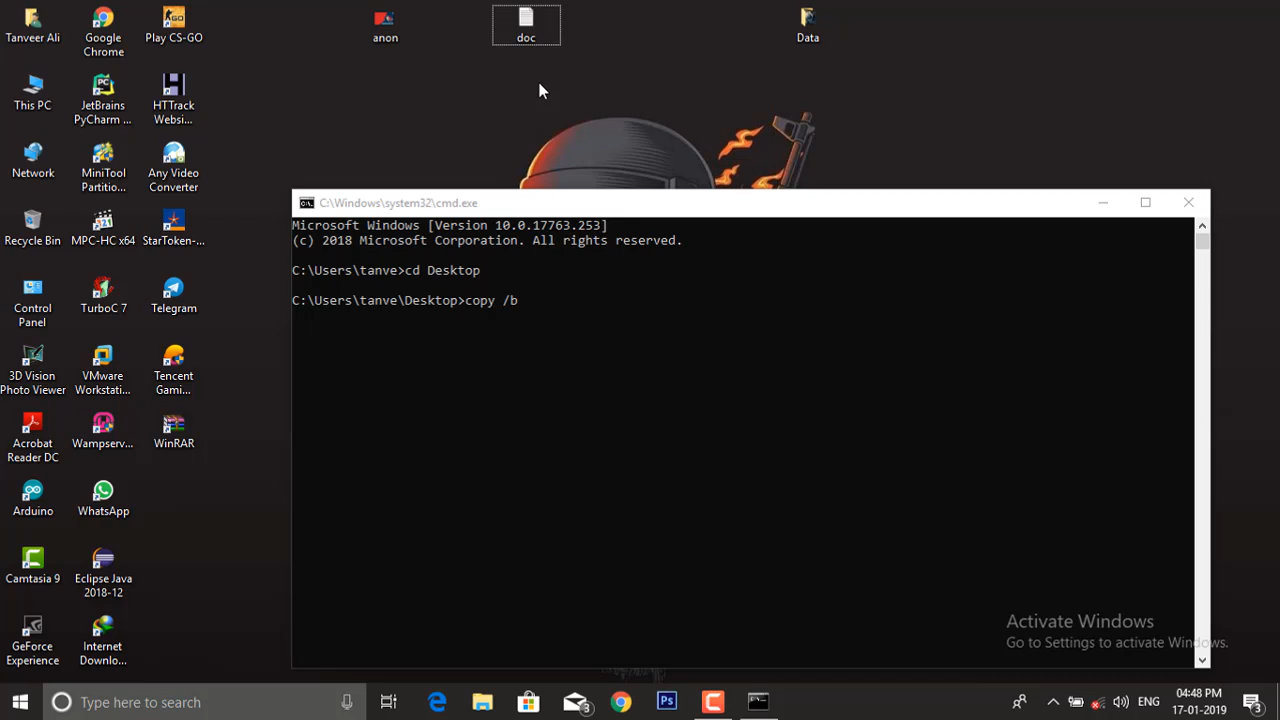 Tanveer Ali
Google
Chrome
Play CS-GO
anon
doc
Data
This PC
JetBrains
PyCharm ...
HTTrack
Websi...
Network
MiniTool
Partitio...
Any Video
Converter
Recycle Bin
MPC-HC x64
StarToken-...
Control
Panel
TurboC 7
Telegram
3D Vision
Photo Viewer
VMware
Workstati...
Tencent
Gami...
Acrobat
Reader DC
Wampserv...
WinRAR
Arduino
WhatsApp
Camtasia 9
Eclipse Java
2018-12
GeForce
Experience
Internet
Downlo...
C:\Windows\system32\cmd.exe
Microsoft Windows [Version 10.0.17763.253]
(c) 2018 Microsoft Corporation. All rights reserved.
C:\Users\tanve>cd Desktop
C:\Users\tanve\Desktop>copy /b
Activate Windows
Go to Settings to activate Windows.
Type here to search
3
ENG
04:48 PM
17-01-2019
3